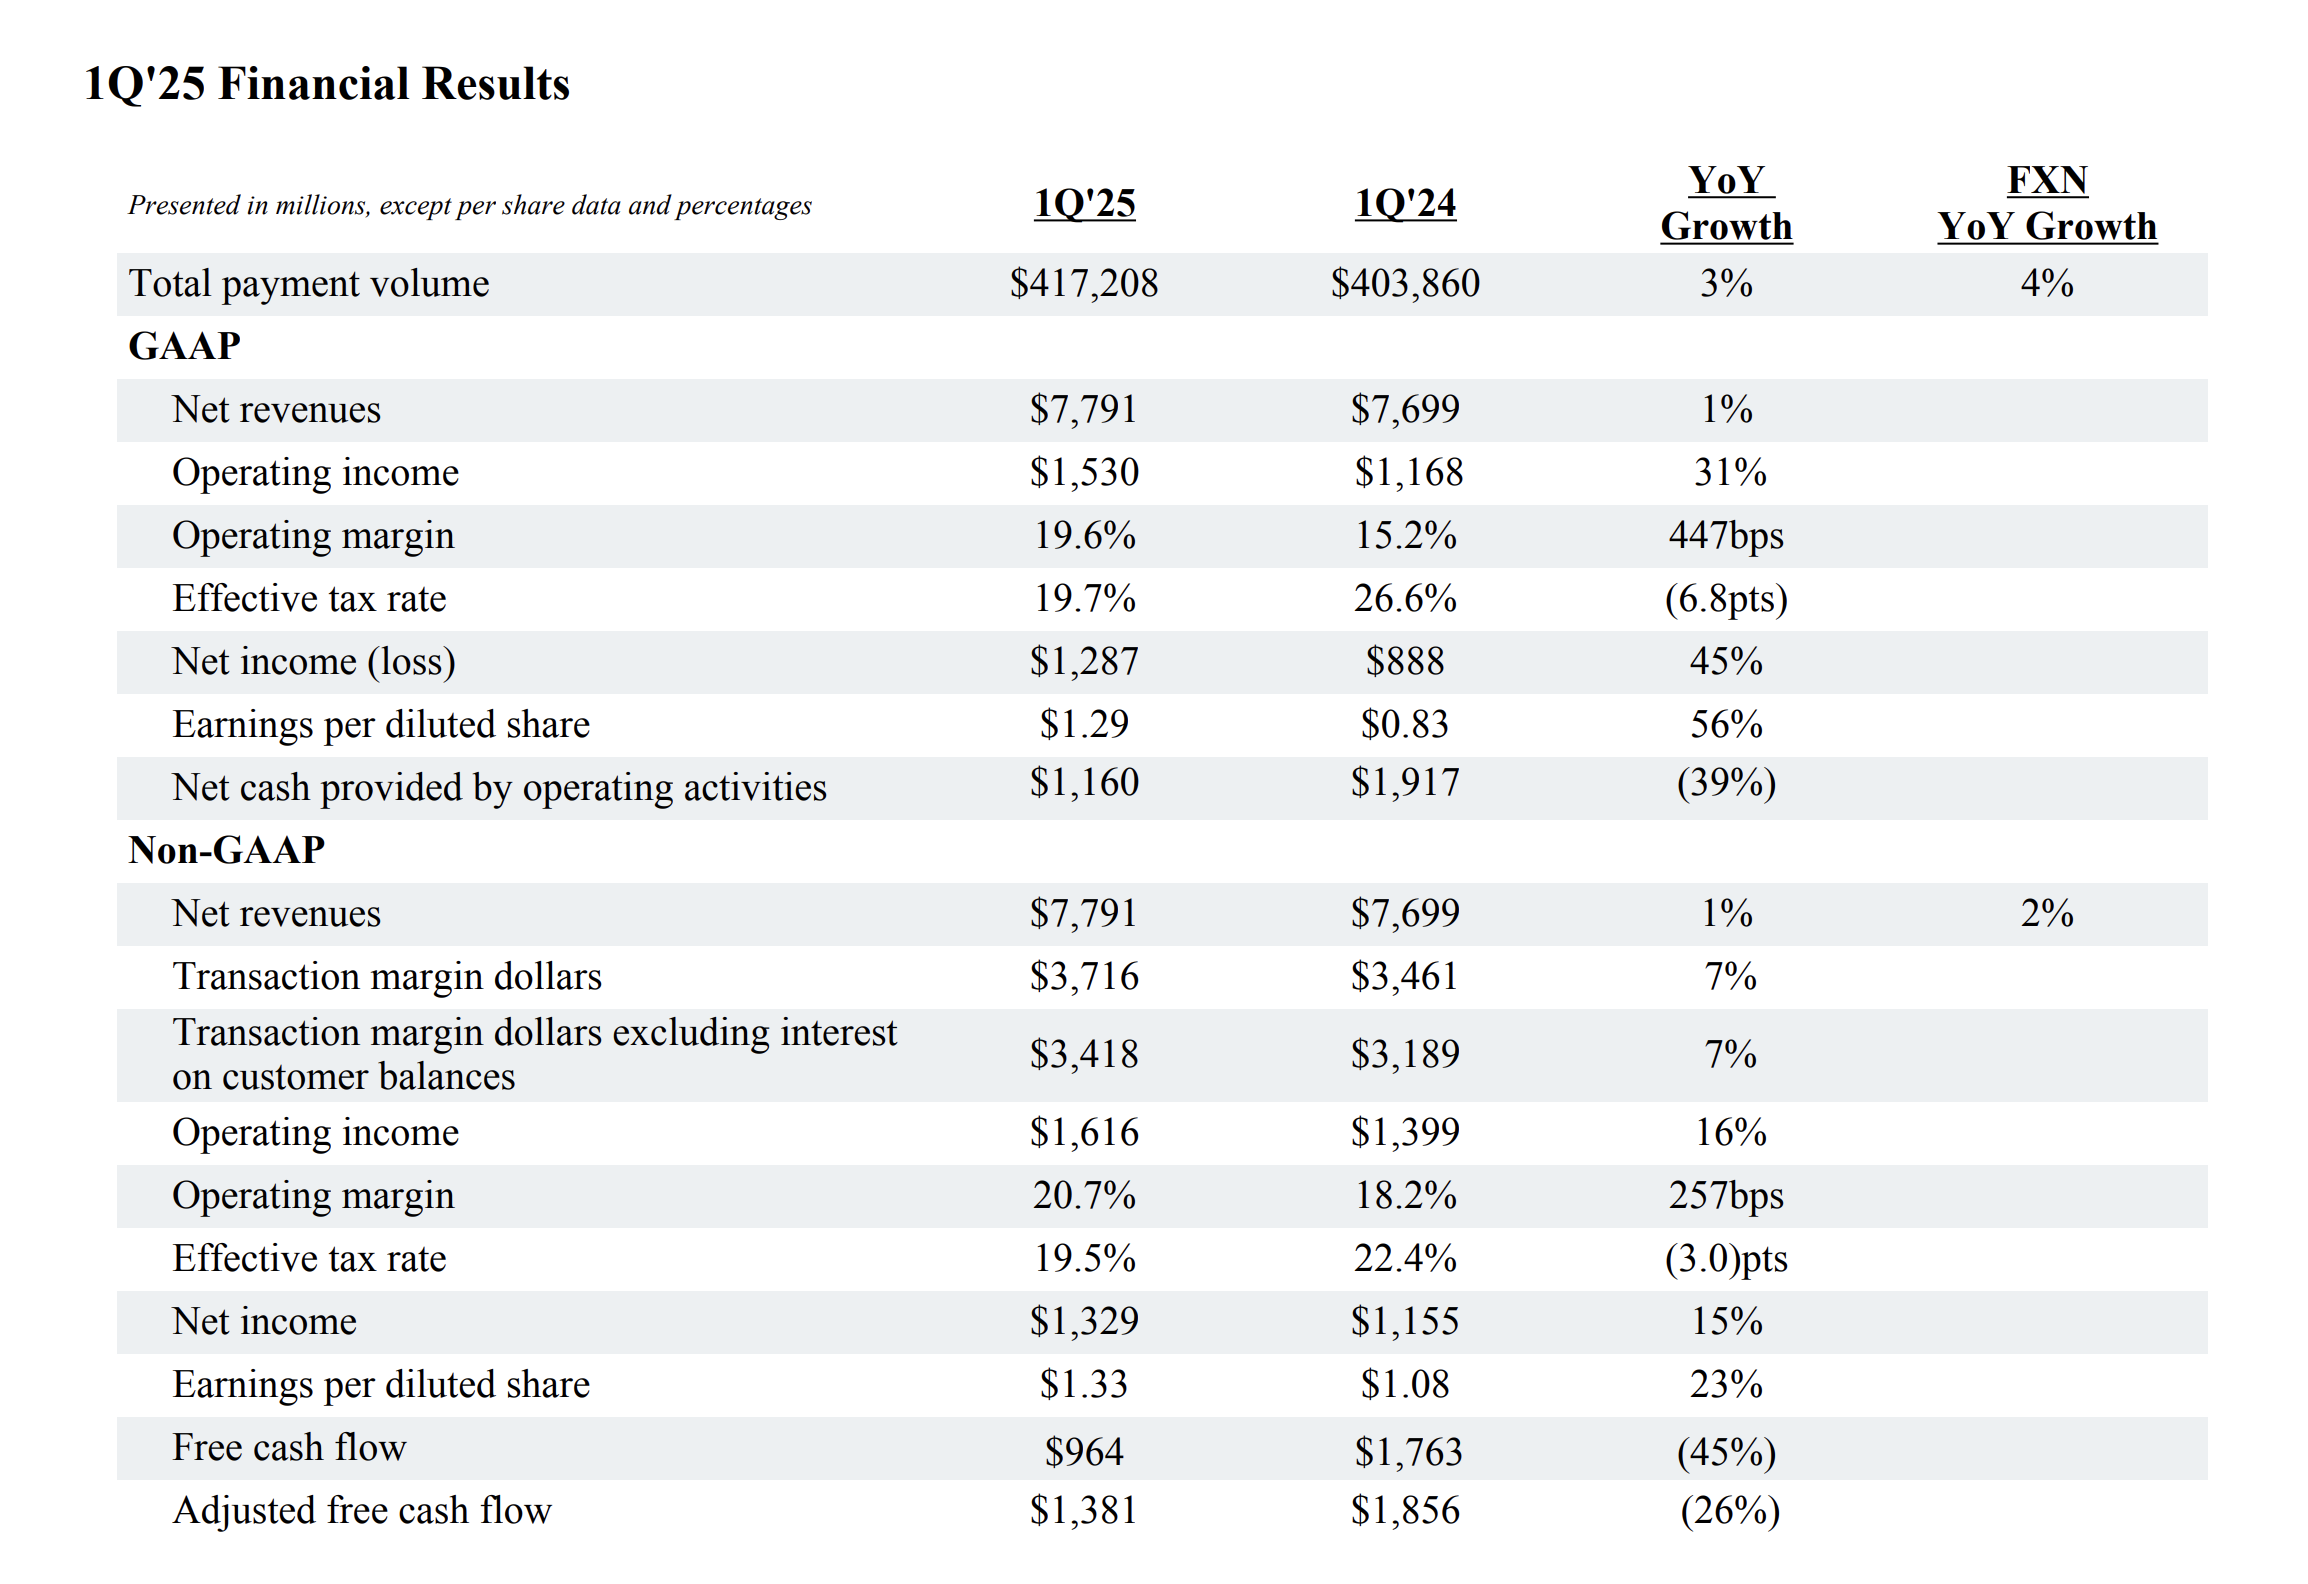 1Q'25 Financial Results
Presented in millions, except per share data and percentages 1Q'25 1Q'24 YoY Growth FXN YoY Growth
Total payment volume $417,208 $403,860 3% 4%
GAAP
Net revenues $7,791 $7,699 1%
Operating income $1,530 $1,168 31%
Operating margin 19.6% 15.2% 447bps
Effective tax rate 19.7% 26.6% (6.8pts)
Net income (loss) $1,287 $888 45%
Earnings per diluted share $1.29 $0.83 56%
Net cash provided by operating activities $1,160 $1,917 (39%)
Non-GAAP
Net revenues $7,791 $7,699 1% 2%
Transaction margin dollars $3,716 $3,461 7%
Transaction margin dollars excluding interest
on customer balances $3,418 $3,189 7%
Operating income $1,616 $1,399 16%
Operating margin 20.7% 18.2% 257bps
Effective tax rate 19.5% 22.4% (3.0)pts
Net income $1,329 $1,155 15%
Earnings per diluted share $1.33 $1.08 23%
Free cash flow $964 $1,763 (45%)
Adjusted free cash flow $1,381 $1,856 (26%)